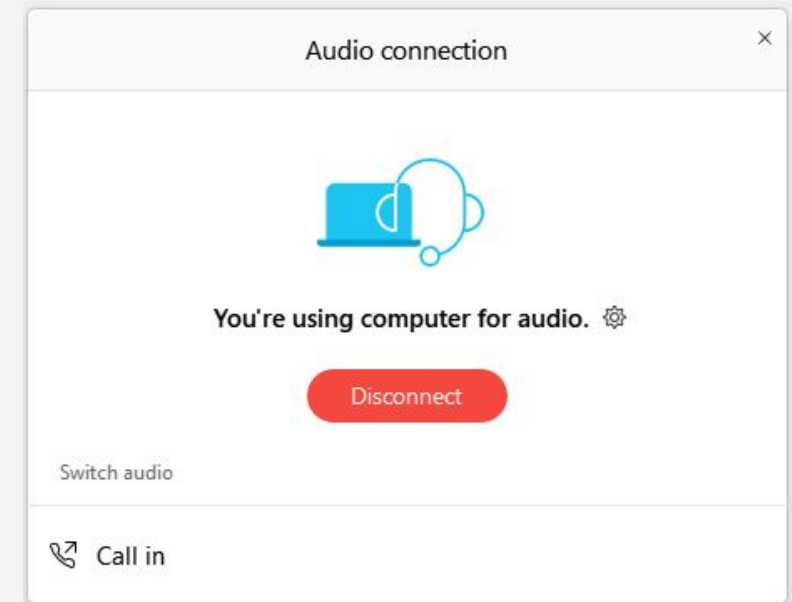 Audio connection
You're using computer for audio.
Disconnect
Switch audio
Call in